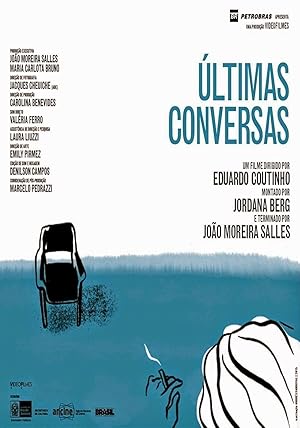 BR PETROBRAS APRESENTA
UMA PRODUÇÃO VIDEOFILMES
PRODUÇÃO EXECUTIVA
JOÃO MOREIRA SALLES
MARIA CARLOTA BRUNO
DIREÇÃO DE FOTOGRAFIA
JACQUES CHEUICHE (ABC)
DIREÇÃO DE PRODUÇÃO
CAROLINA BENEVIDES
SOM DIRETO
VALÉRIA FERRO
ASSISTÊNCIA DE DIREÇÃO E PESQUISA
LAURA LIUZZI
DIREÇÃO DE ARTE
EMILY PIRMEZ
EDIÇÃO DE SOM E MIXAGEM
DENILSON CAMPOS
COORDENAÇÃO DE PÓS-PRODUÇÃO
MARCELO PEDRAZZI
ÚLTIMAS
CONVERSAS
UM FILME DIRIGIDO POR
EDUARDO COUTINHO
MONTADO POR
JORDANA BERG
E TERMINADO POR
JOÃO MOREIRA SALLES
VIDEOFILMES
ancine
BRASIL